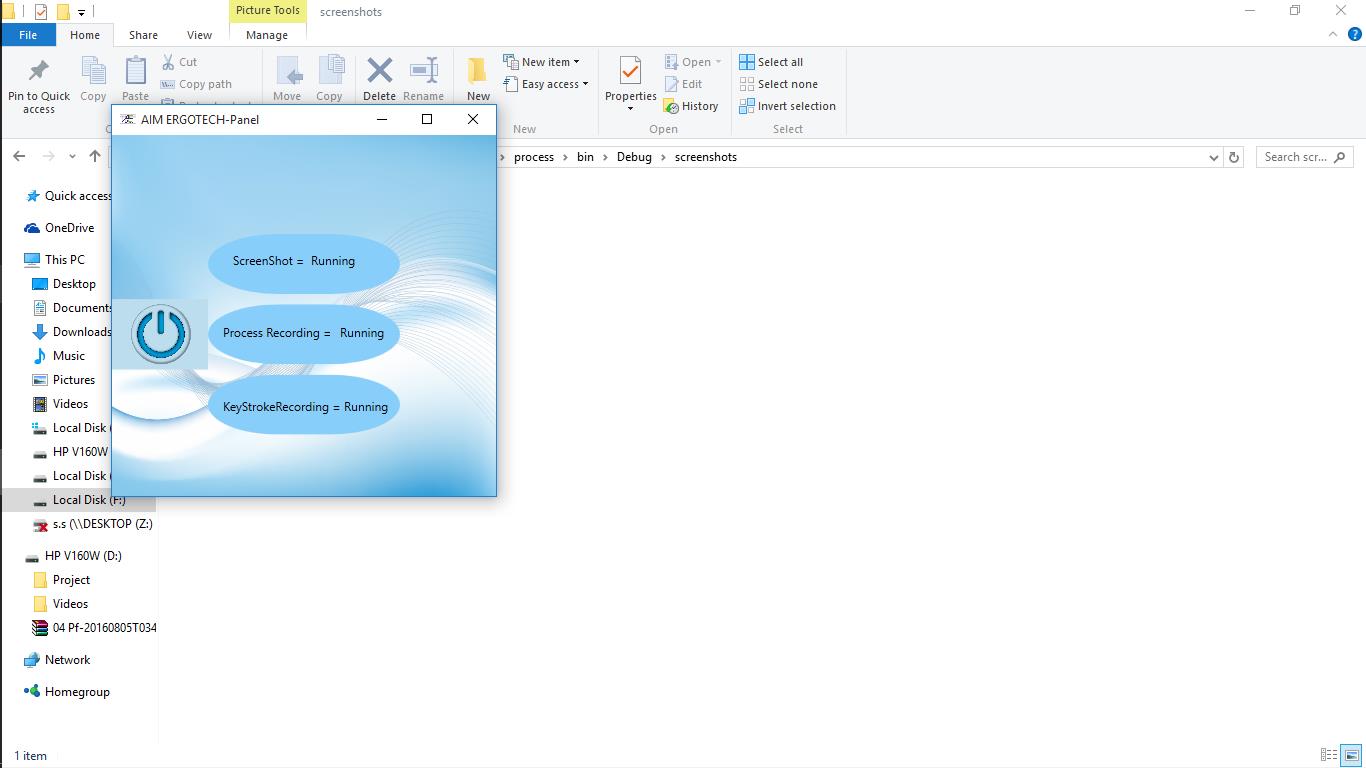 Picture Tools
screenshots
File
Home
Share
View
Manage
Pin to Quick access
Copy
Paste
Cut
Copy path
Move
Copy
Delete
Rename
New
New item
Easy access
Properties
Open
Edit
History
Select all
Select none
Invert selection
New
Open
Select
AIM ERGOTECH-Panel
process
bin
Debug
screenshots
Search scr...
ScreenShot = Running
Process Recording = Running
KeyStrokeRecording = Running
Quick access
OneDrive
This PC
Desktop
Documents
Downloads
Music
Pictures
Videos
Local Disk (
HP V160W
Local Disk (
Local Disk (F:)
s.s (\\DESKTOP (Z:)
HP V160W (D:)
Project
Videos
04 Pf-20160805T034
Network
Homegroup
1 item